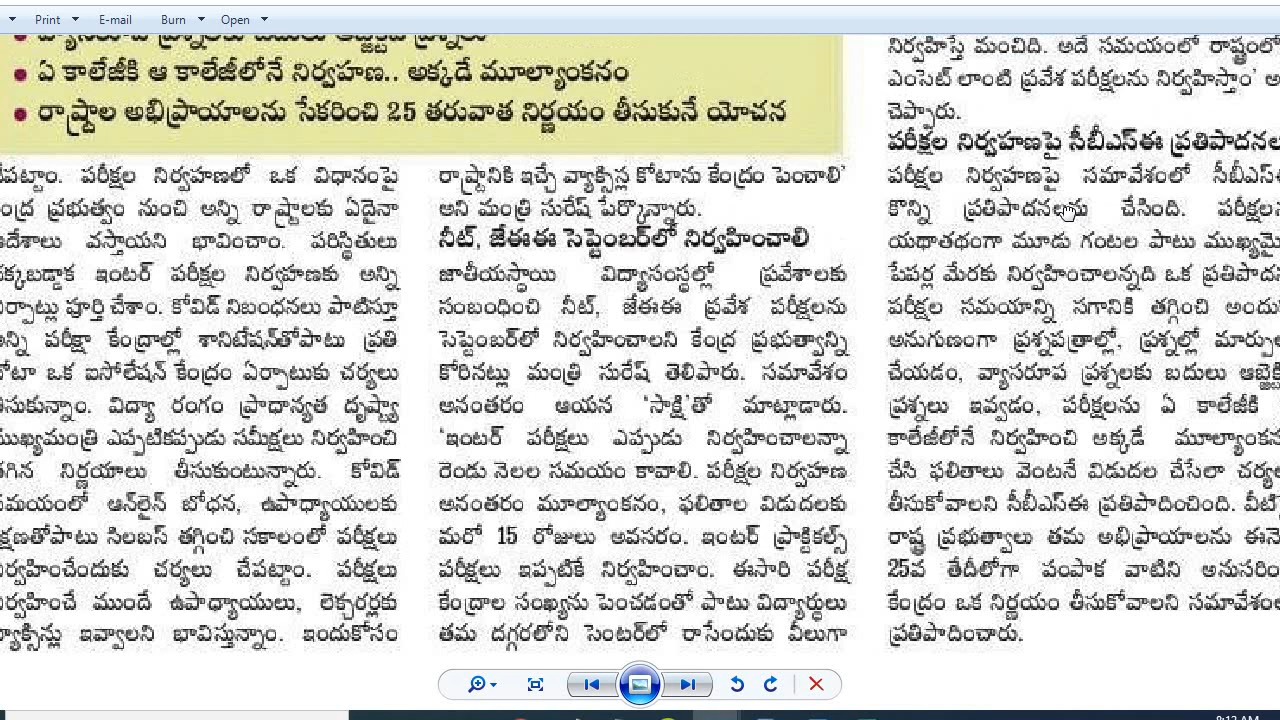 Print E-mail Burn Open
వ్యాసరూప ప్రశ్నలకు బదులు ఆబ్జెక్టివ్ ప్రశ్నలు
ఏ కాలేజీకి ఆ కాలేజీలోనే నిర్వహణ.. అక్కడే మూల్యాంకనం
రాష్ట్రాల అభిప్రాయాలను సేకరించి 25 తరువాత నిర్ణయం తీసుకునే యోచన
పరీక్షల నిర్వహణలో ఒక విధానంపై
ప్రభుత్వం నుంచి అన్ని రాష్ట్రాలకు ఏదైనా
వస్తాయని భావించాం. పరిస్థితులు
ఇంటర్ పరీక్షల నిర్వహణకు అన్ని
పూర్తి చేశాం. కోవిడ్ నిబంధనలు పాటిస్తూ
పరీక్షా కేంద్రాల్లో శానిటేషన్‌తోపాటు ప్రతి
ఒక ఐసోలేషన్ కేంద్రం ఏర్పాటుకు చర్యలు
విద్యా రంగం ప్రాధాన్యత దృష్ట్యా
ముఖ్యమంత్రి ఎప్పటికప్పుడు సమీక్షలు నిర్వహించి
తగిన నిర్ణయాలు తీసుకుంటున్నారు. కోవిడ్
సమయంలో ఆన్‌లైన్ బోధన, ఉపాధ్యాయులకు
సిలబస్ తగ్గించి సకాలంలో పరీక్షలు
నిర్వహించేందుకు చర్యలు చేపట్టాం. పరీక్షలు
నిర్వహించే ముందే ఉపాధ్యాయులు, లెక్చరర్లకు
వ్యాక్సిన్లు ఇవ్వాలని భావిస్తున్నాం. ఇందుకోసం
రాష్ట్రానికి ఇచ్చే వ్యాక్సిన్ల కోటాను కేంద్రం పెంచాలి'
అని మంత్రి సురేష్ పేర్కొన్నారు.
నీట్, జేఈఈ సెప్టెంబర్‌లో నిర్వహించాలి
జాతీయస్థాయి విద్యాసంస్థల్లో ప్రవేశాలకు
సంబంధించి నీట్, జేఈఈ ప్రవేశ పరీక్షలను
సెప్టెంబర్‌లో నిర్వహించాలని కేంద్ర ప్రభుత్వాన్ని
కోరినట్లు మంత్రి సురేష్ తెలిపారు. సమావేశం
అనంతరం ఆయన 'సాక్షి'తో మాట్లాడారు.
'ఇంటర్ పరీక్షలు ఎప్పుడు నిర్వహించాలన్నా
రెండు నెలల సమయం కావాలి. పరీక్షల నిర్వహణ
అనంతరం మూల్యాంకనం, ఫలితాల విడుదలకు
మరో 15 రోజులు అవసరం. ఇంటర్ ప్రాక్టికల్స్
పరీక్షలు ఇప్పటికే నిర్వహించాం. ఈసారి పరీక్ష
కేంద్రాల సంఖ్యను పెంచడంతో పాటు విద్యార్థులు
తమ దగ్గరలోని సెంటర్‌లో రాసేందుకు వీలుగా
నిర్వహిస్తే మంచిది. అదే సమయంలో రాష్ట్రంలో
ఎంసెట్ లాంటి ప్రవేశ పరీక్షలను నిర్వహిస్తాం'
చెప్పారు.
పరీక్షల నిర్వహణపై సీబీఎస్ఈ ప్రతిపాదనలు
పరీక్షల నిర్వహణపై సమావేశంలో సీబీఎస్ఈ
కొన్ని ప్రతిపాదనలను చేసింది.
యథాతథంగా మూడు గంటల పాటు
పేపర్ల మేరకు నిర్వహించాలన్నది ఒక
పరీక్షల సమయాన్ని సగానికి తగ్గించి
అనుగుణంగా ప్రశ్నపత్రాల్లో, ప్రశ్నల్లో
చేయడం, వ్యాసరూప ప్రశ్నలకు బదులు
ప్రశ్నలు ఇవ్వడం, పరీక్షలను ఏ కాలేజీకి
కాలేజీలోనే నిర్వహించి అక్కడే
చేసి ఫలితాలు వెంటనే విడుదల చేసేలా
తీసుకోవాలని సీబీఎస్ఈ ప్రతిపాదించింది.
రాష్ట్ర ప్రభుత్వాలు తమ అభిప్రాయాలను
25వ తేదీలోగా పంపాక వాటిని
కేంద్రం ఒక నిర్ణయం తీసుకోవాలని
ప్రతిపాదించారు.